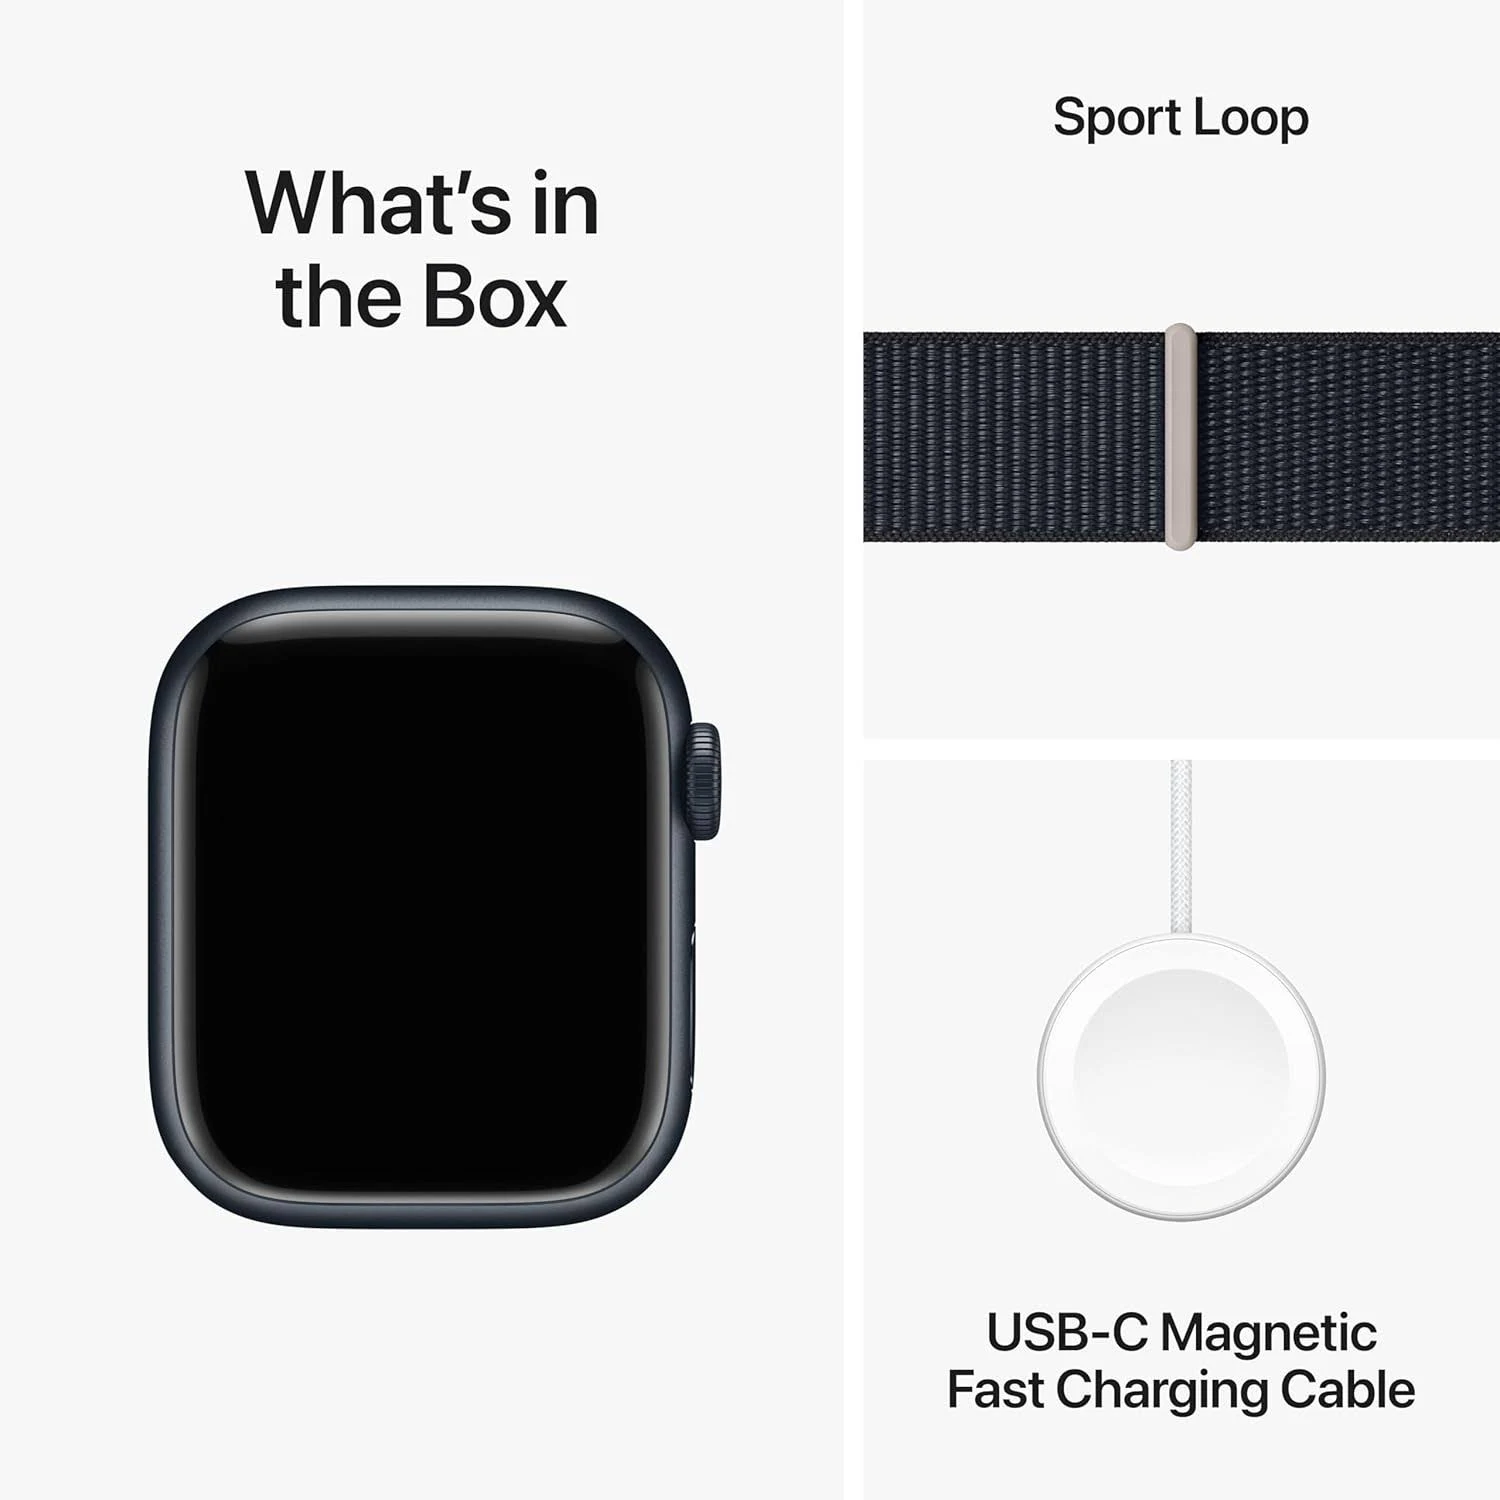 What’s in
the Box
Sport Loop
USB-C Magnetic
Fast Charging Cable